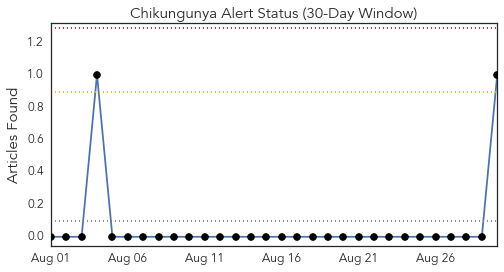 Chikungunya Alert Status (30-Day Window)
Articles Found
1.2
1.0
0.8
0.6
0.4
0.2
0.0
Aug 01 Aug 06 Aug 11 Aug 16 Aug 21 Aug 26